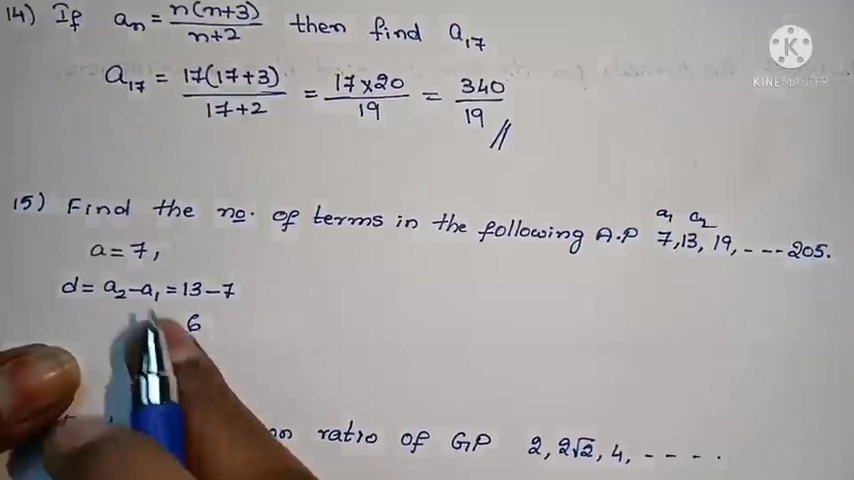 14) If aₙ = n(n+3)/n+2 then find a₁₇
a₁₇ = 17(17+3)/17+2 = 17×20/19 = 340/19 //
KINEMASTER
15) Find the no. of terms in the following A.P 7, 13, 19, ---- 205.
a₁ a₂
a = 7,
d = a₂ - a₁ = 13 - 7
6
ratio of GP 2, 2√2, 4, - - - - .